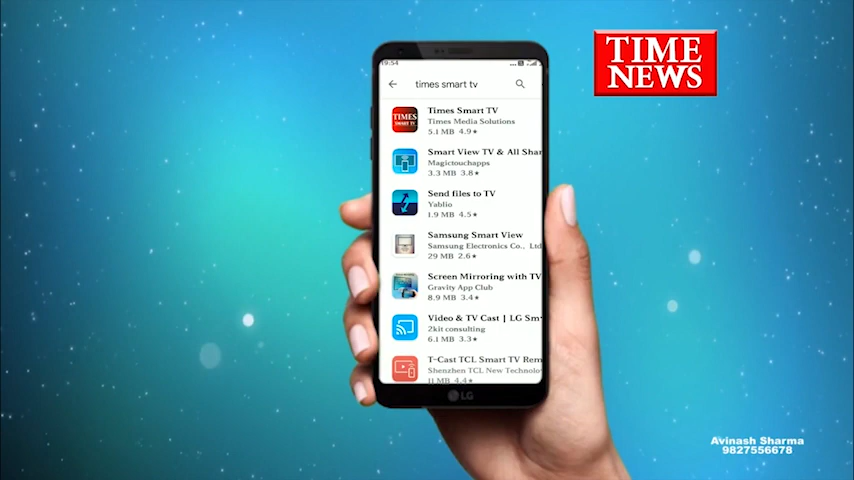 TIME
NEWS
19:54
times smart tv
TIMES
SMART TV
Times Smart TV
Times Media Solutions
5.1 MB 4.9★
Smart View TV & All Shar
Magictouchapps
3.3 MB 3.8★
Send files to TV
Yablio
1.9 MB 4.5★
Samsung Smart View
Samsung Electronics Co., Ltd
29 MB 2.6★
Screen Mirroring with TV
Gravity App Club
8.9 MB 3.4★
Video & TV Cast | LG Sm
2kit consulting
6.1 MB 3.3★
T-Cast TCL Smart TV Rem
Shenzhen TCL New Technolo
11 MB 4.4★
LG
Avinash Sharma
9827556678